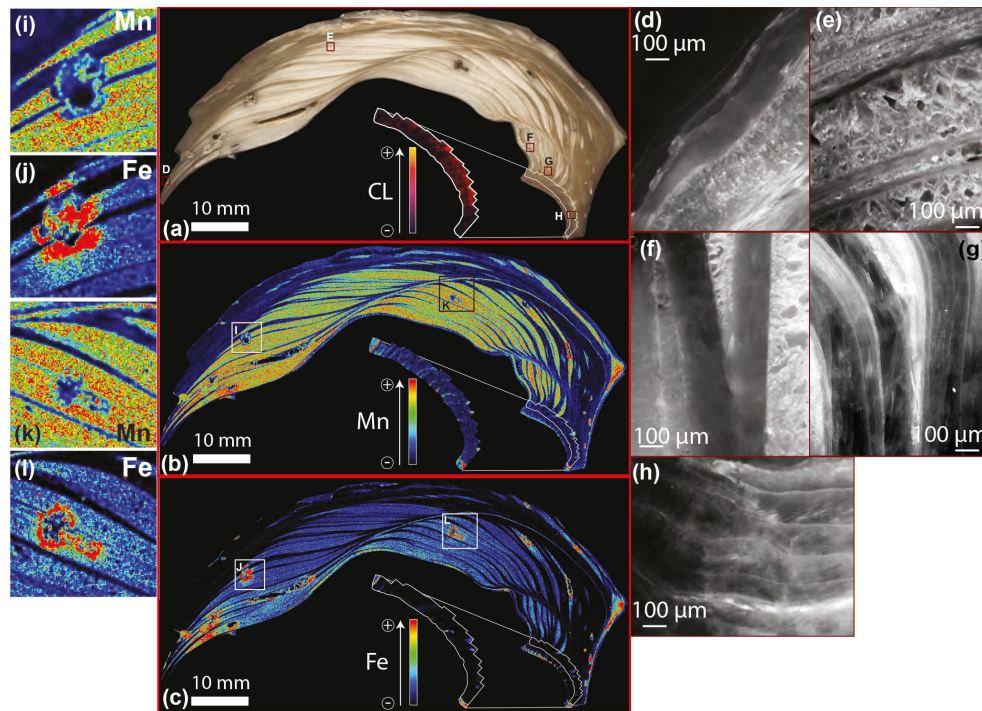 (i)
Mn
(j)
Fe
(k)
Mn
(l)
Fe
E
D
F
G
H
CL
+
−
10 mm
(a)
I
K
Mn
+
−
10 mm
(b)
J
L
Fe
+
−
10 mm
(c)
(d)
100 µm
(e)
100 µm
(f)
100 µm
(g)
100 µm
(h)
100 µm